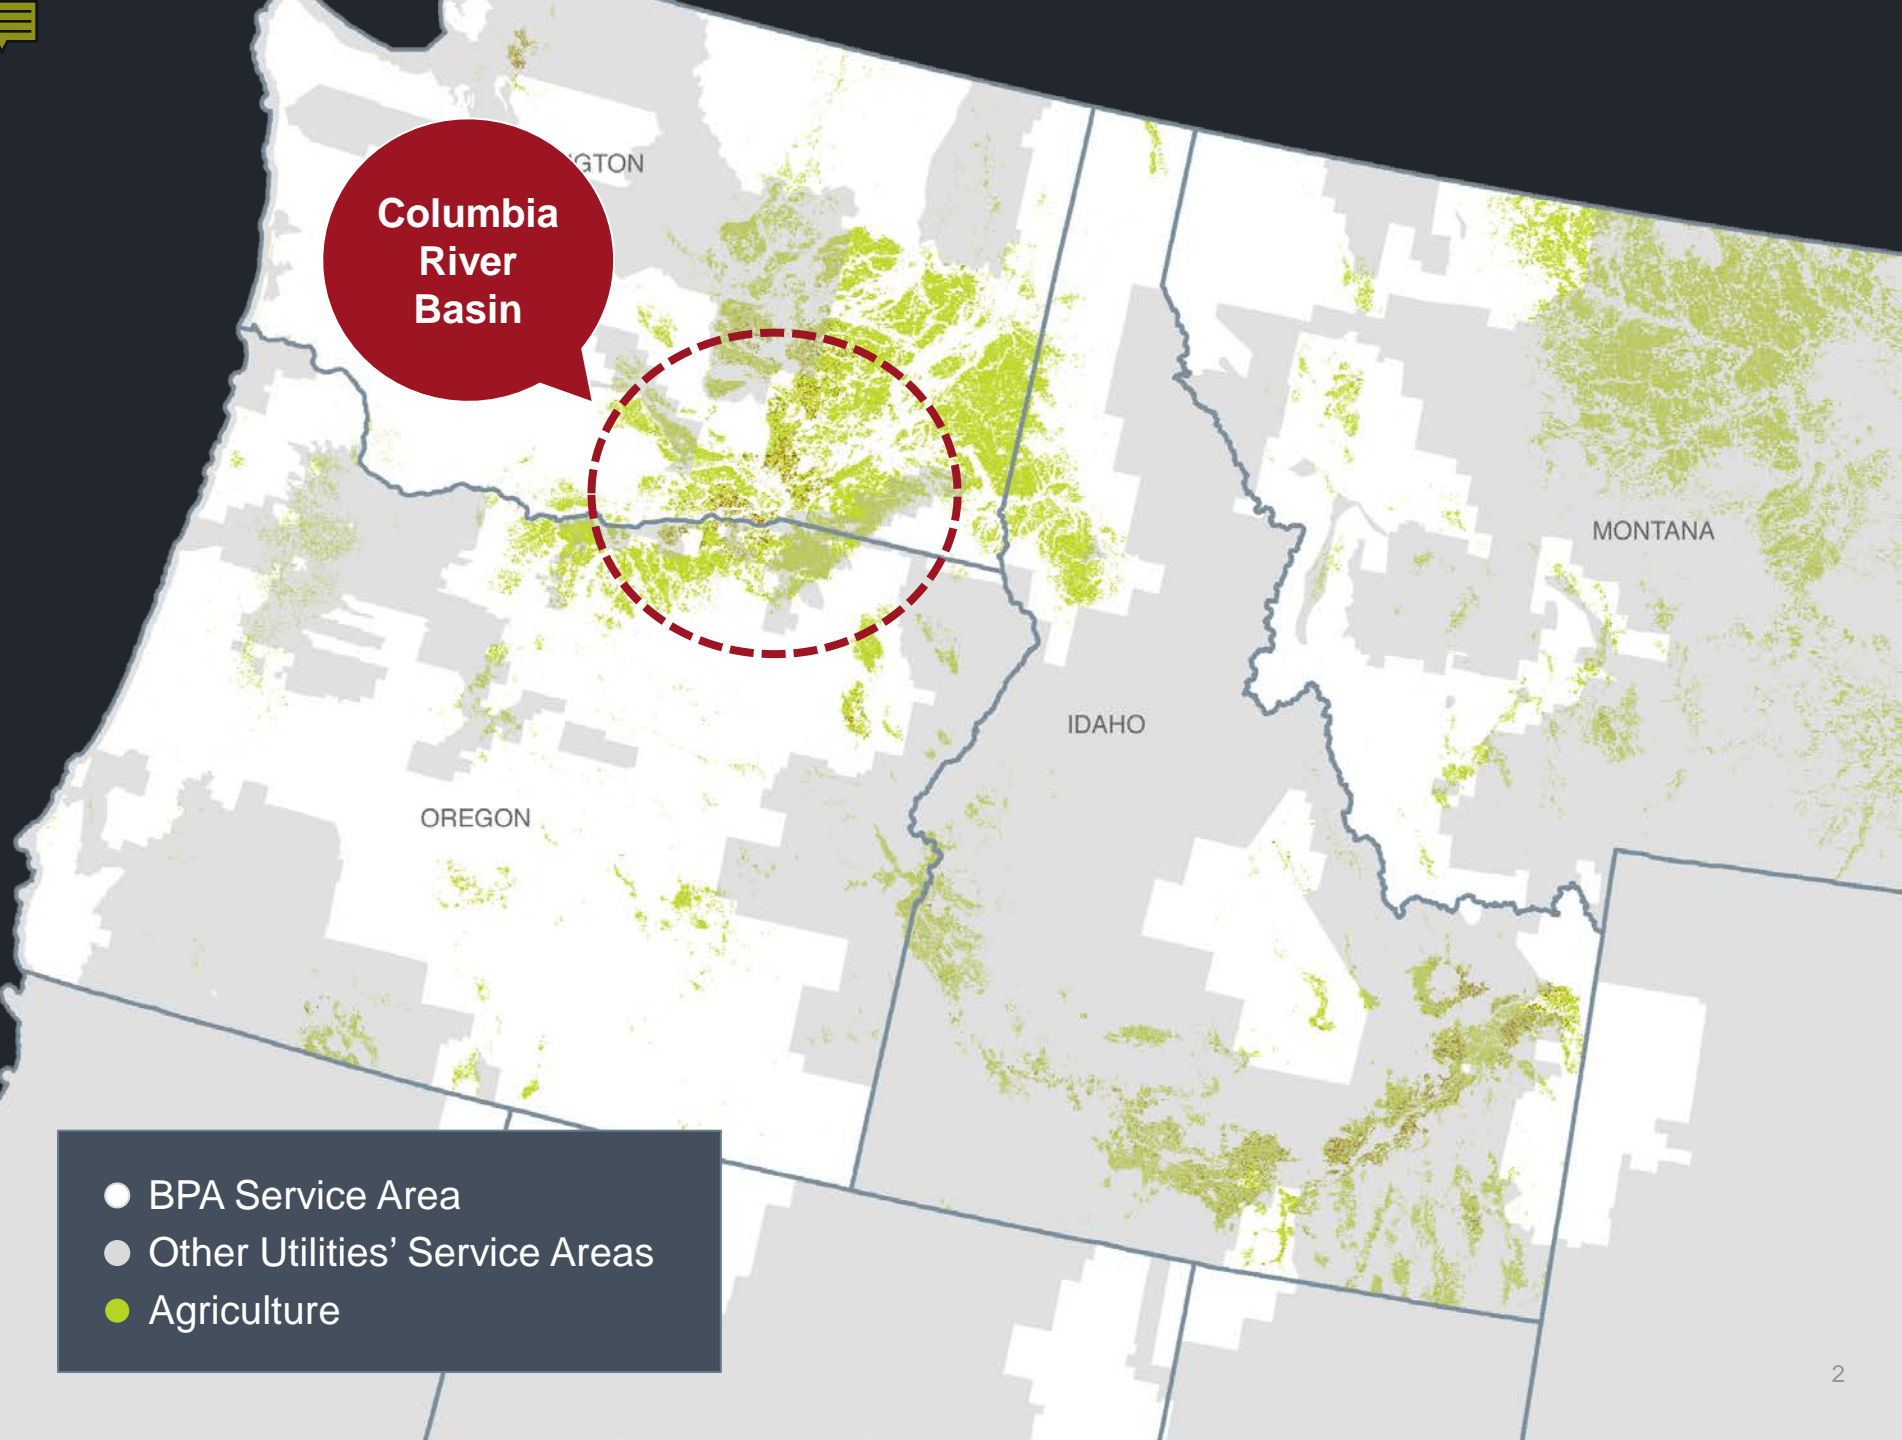 GTON
Columbia
River
Basin
MONTANA
IDAHO
OREGON
BPA Service Area
Other Utilities’ Service Areas
Agriculture
2